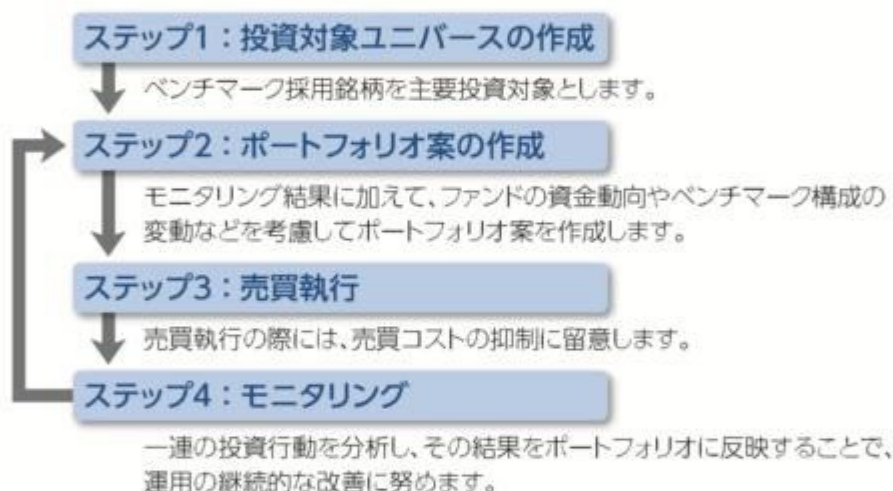 ステップ1：投資対象ユニバースの作成
ベンチマーク採用銘柄を主要投資対象とします。
ステップ2：ポートフォリオ案の作成
モニタリング結果に加えて、ファンドの資金動向やベンチマーク構成の
変動などを考慮してポートフォリオ案を作成します。
ステップ3：売買執行
売買執行の際には、売買コストの抑制に留意します。
ステップ4：モニタリング
一連の投資行動を分析し、その結果をポートフォリオに反映することで、
運用の継続的な改善に努めます。